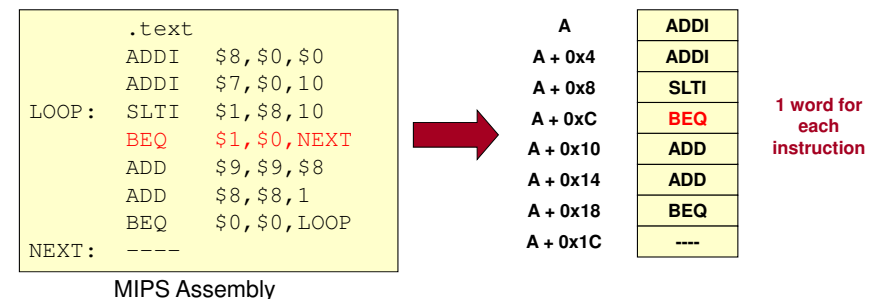 .text
ADDI $8,$0,$0
ADDI $7,$0,10
LOOP: SLTI $1,$8,10
BEQ $1,$0,NEXT
ADD $9,$9,$8
ADD $8,$8,1
BEQ $0,$0,LOOP
NEXT: ----
MIPS Assembly
A ADDI
A + 0x4 ADDI
A + 0x8 SLTI
A + 0xC BEQ
A + 0x10 ADD
A + 0x14 ADD
A + 0x18 BEQ
A + 0x1C ----
1 word for
each
instruction